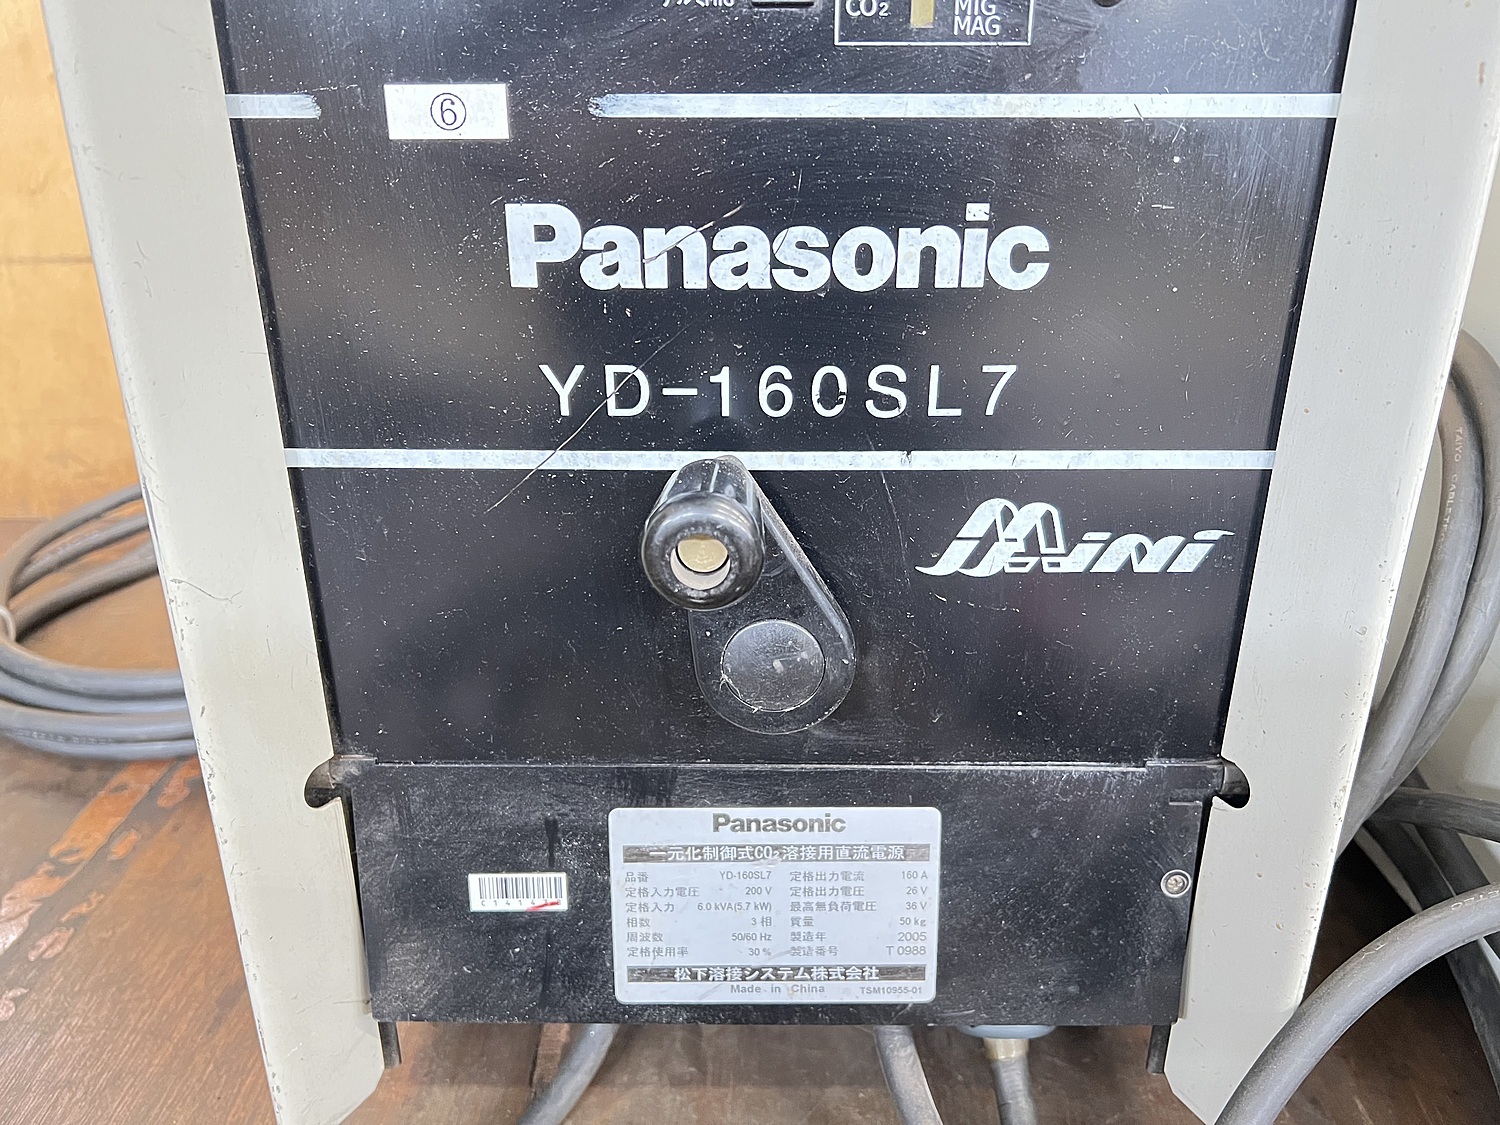 CO₂ MIG
MAG
⑥
Panasonic
YD-160SL7
Mini
Panasonic
一元化制御式CO₂溶接用直流電源
品番 YD-160SL7 定格出力電流 160 A
定格入力電圧 200 V 定格出力電圧 26 V
定格入力 6.0 kVA(5.7 kW) 最高無負荷電圧 36 V
相数 3 相 質量 50 kg
周波数 50/60 Hz 製造年 2005
定格使用率 30 % 製造番号 T 0988
松下溶接システム株式会社
Made in China TSM10955-01
TAIYO CABLETEC